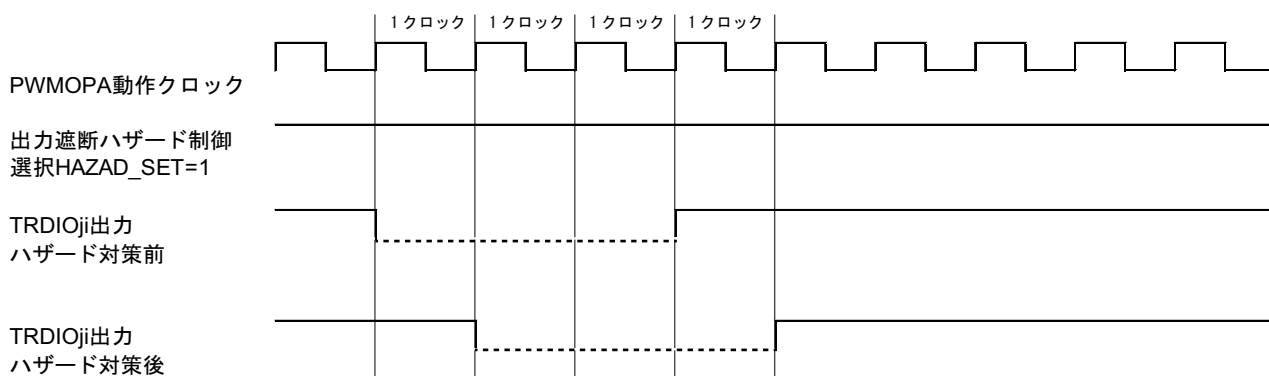 1クロック 1クロック 1クロック 1クロック
PWMOPA動作クロック
出力遮断ハザード制御
選択HAZAD_SET=1
TRDIOji出力
ハザード対策前
TRDIOji出力
ハザード対策後